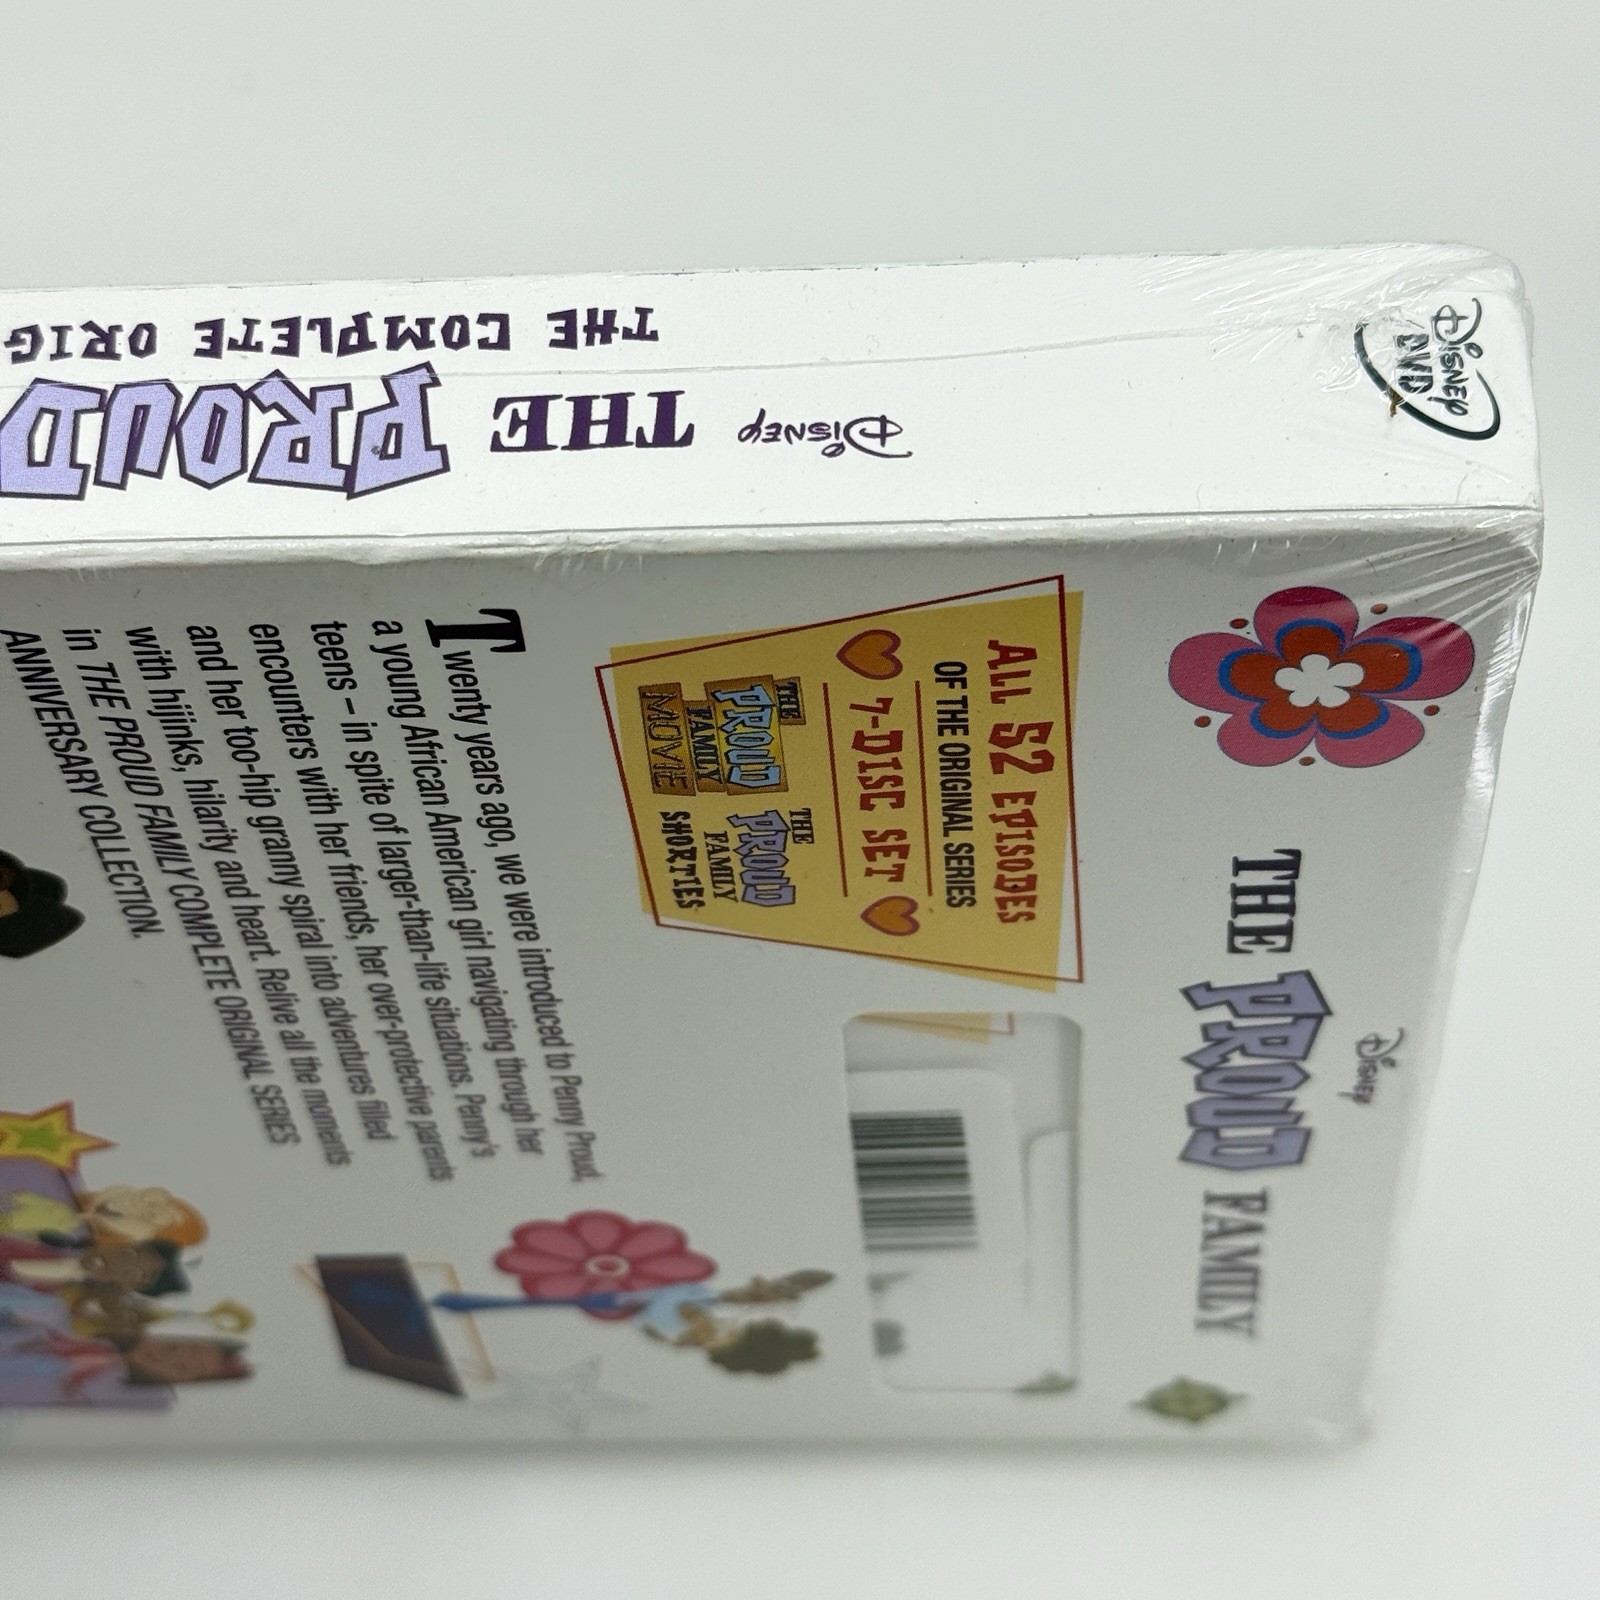 THE COMPLETE ORIG
Disney THE PROUD
Disney
DVD
Disney
THE PROUD FAMILY
ALL 52 EPISODES
OF THE ORIGINAL SERIES
7-DISC SET
THE
PROUD
FAMILY
MOVIE
THE
PROUD
FAMILY
SHORTIES
Twenty years ago, we were introduced to Penny Proud,
a young African American girl navigating through her
teens – in spite of larger-than-life situations. Penny's
encounters with her friends, her over-protective parents
and her too-hip granny spiral into adventures filled
with hijinks, hilarity and heart. Relive all the moments
in THE PROUD FAMILY COMPLETE ORIGINAL SERIES
ANNIVERSARY COLLECTION.